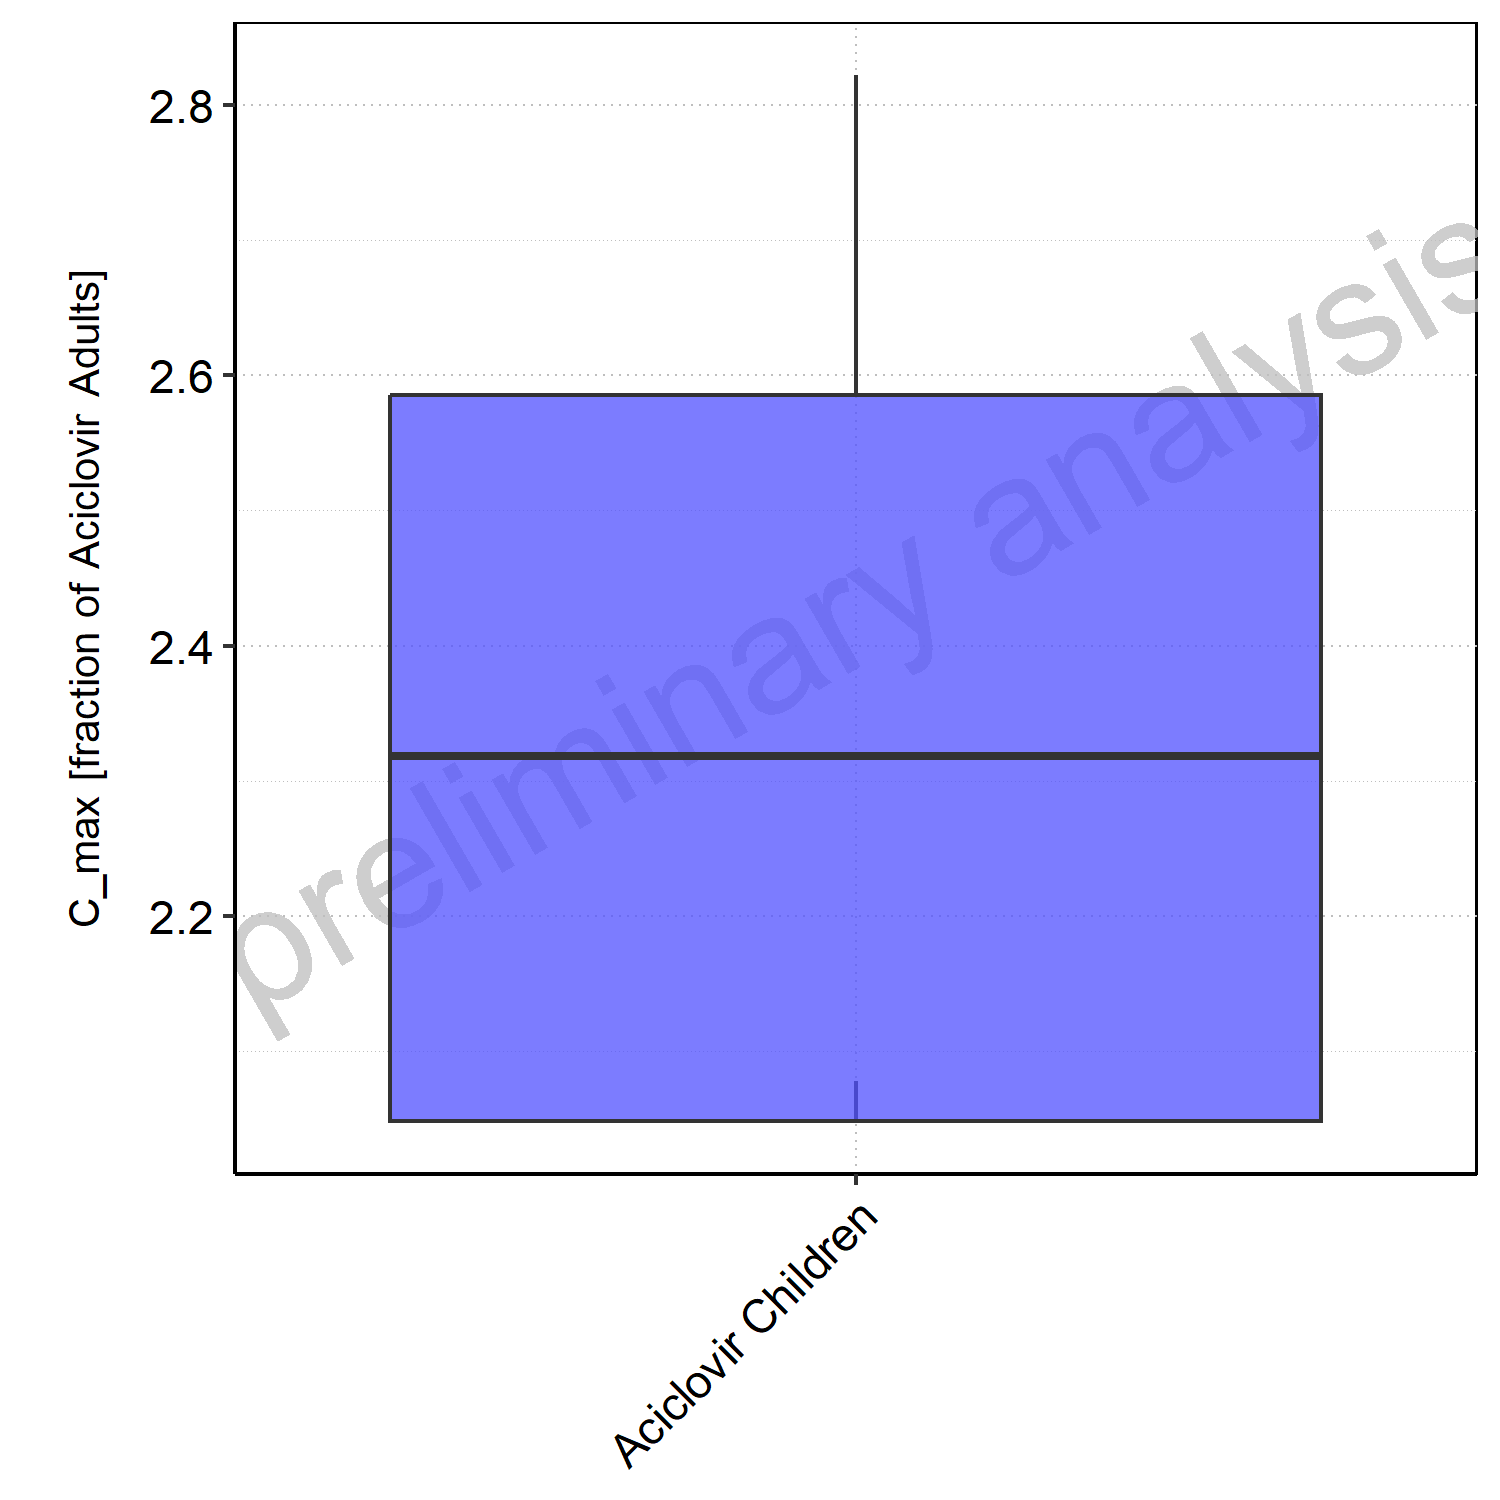 C_max [fraction of Aciclovir Adults]
2.8
2.6
2.4
2.2
preliminary analysis
Aciclovir Children